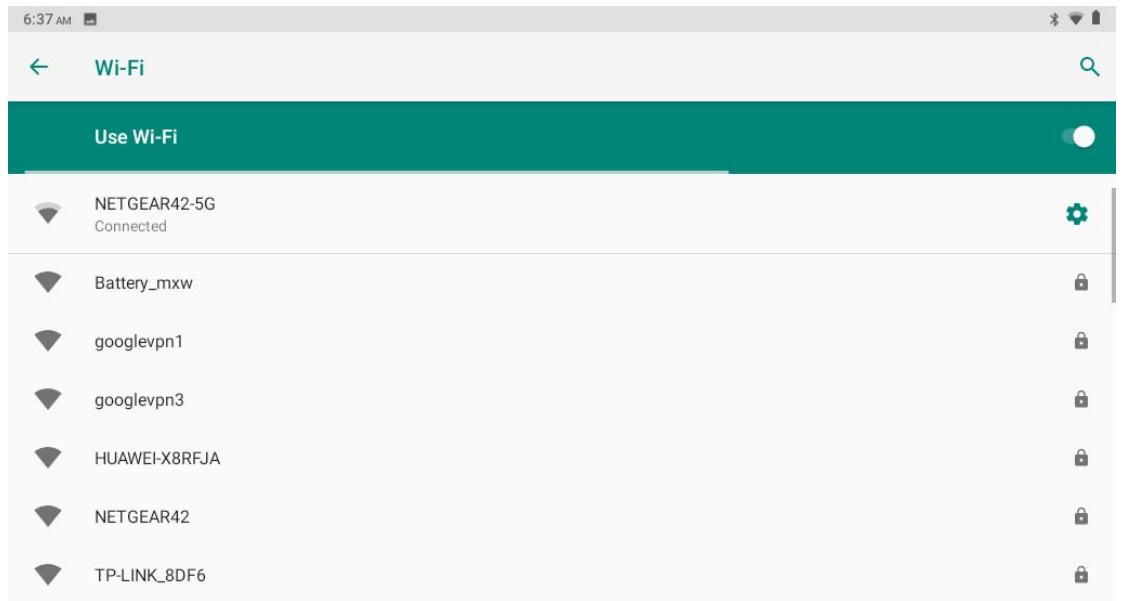 6:37 AM
Wi-Fi
Use Wi-Fi
NETGEAR42-5G
Connected
Battery_mxw
googlevpn1
googlevpn3
HUAWEI-X8RFJA
NETGEAR42
TP-LINK_8DF6